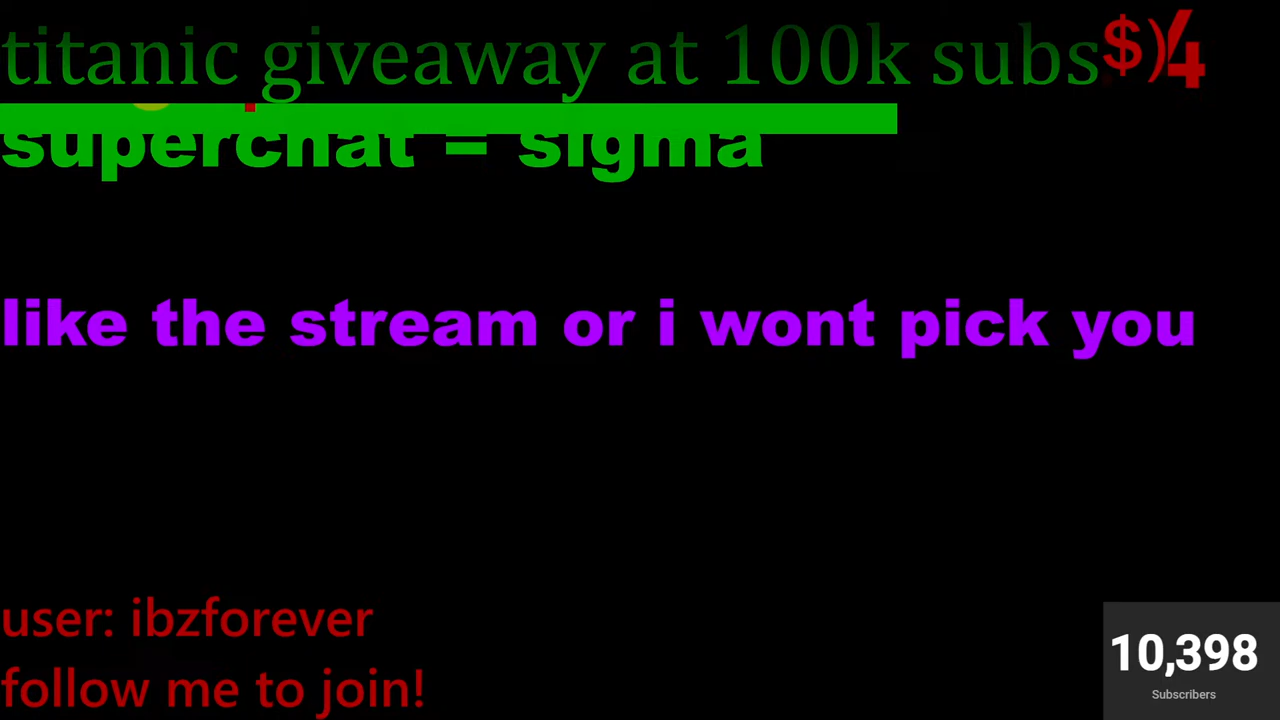 titanic giveaway at 100k subs
$)
4
superchat = sigma
like the stream or i wont pick you
user: ibzforever
follow me to join!
10,398
Subscribers